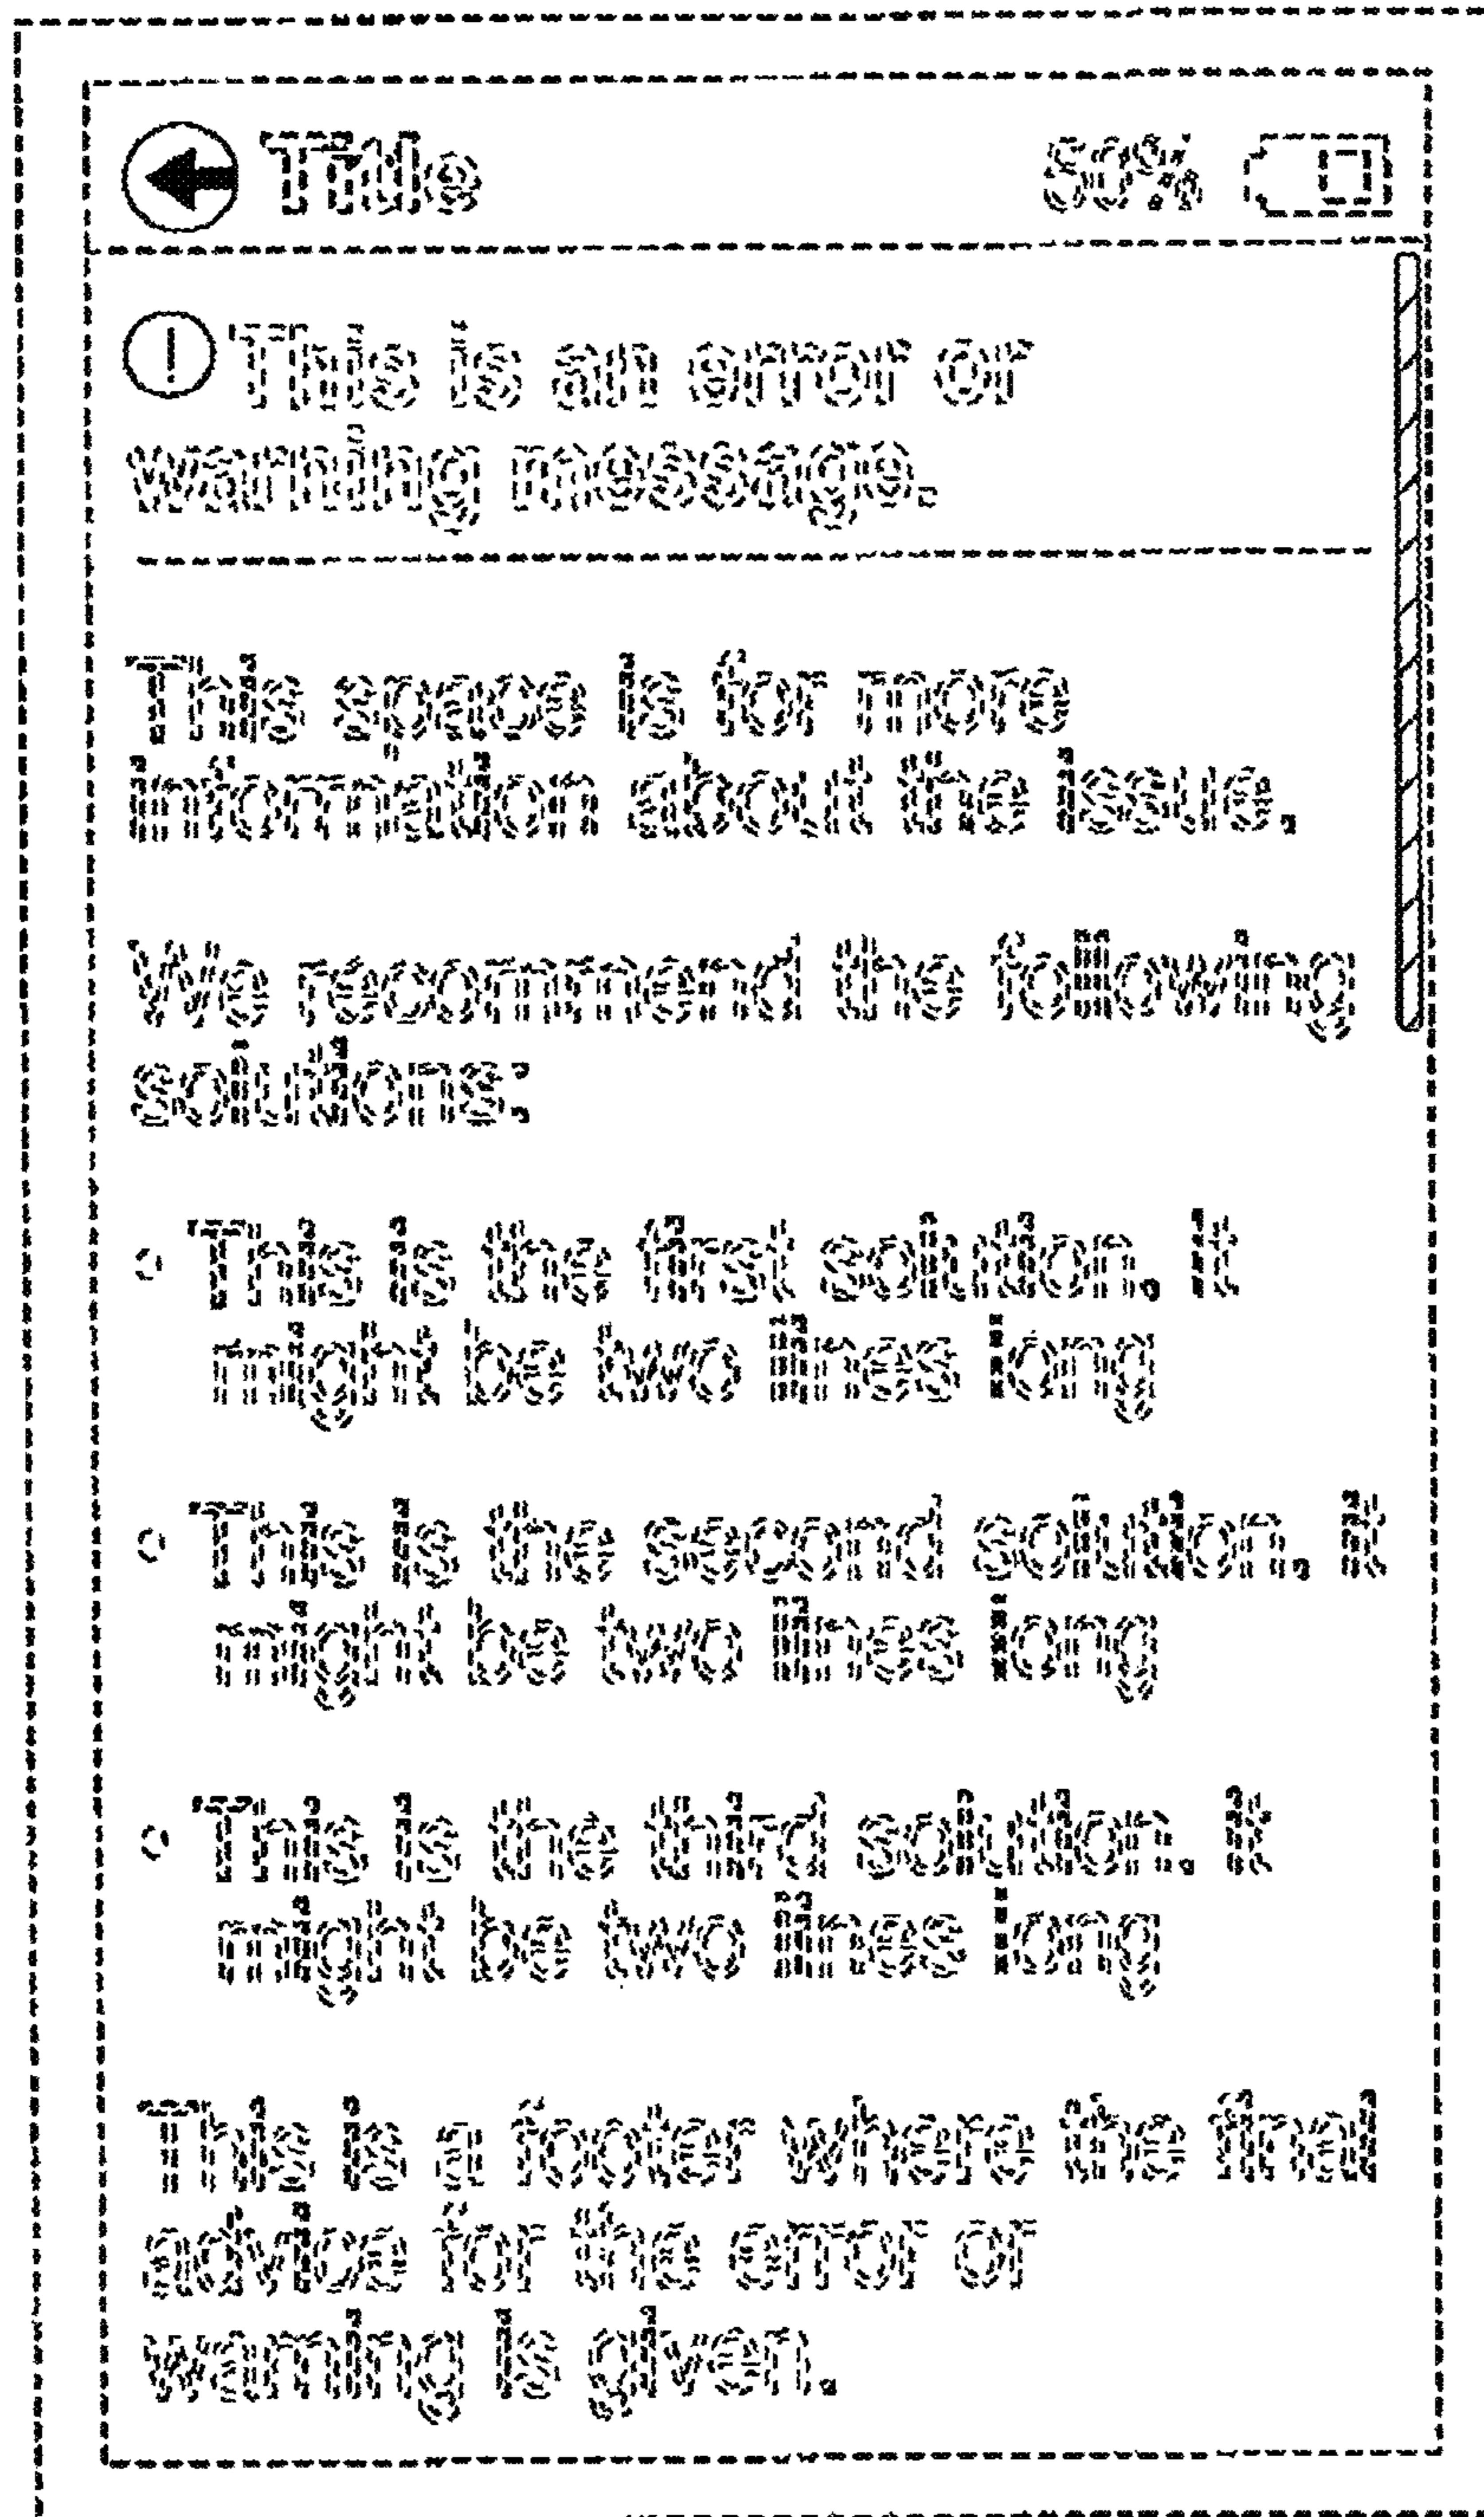 Title 50%
This is an error or
warning message.
This space is for more
information about the issue.
We recommend the following
solutions:
◦ This is the first solution. It
might be two lines long
◦ This is the second solution. It
might be two lines long
◦ This is the third solution. It
might be two lines long
This is a footer where the final
advice for the error or
warning is given.